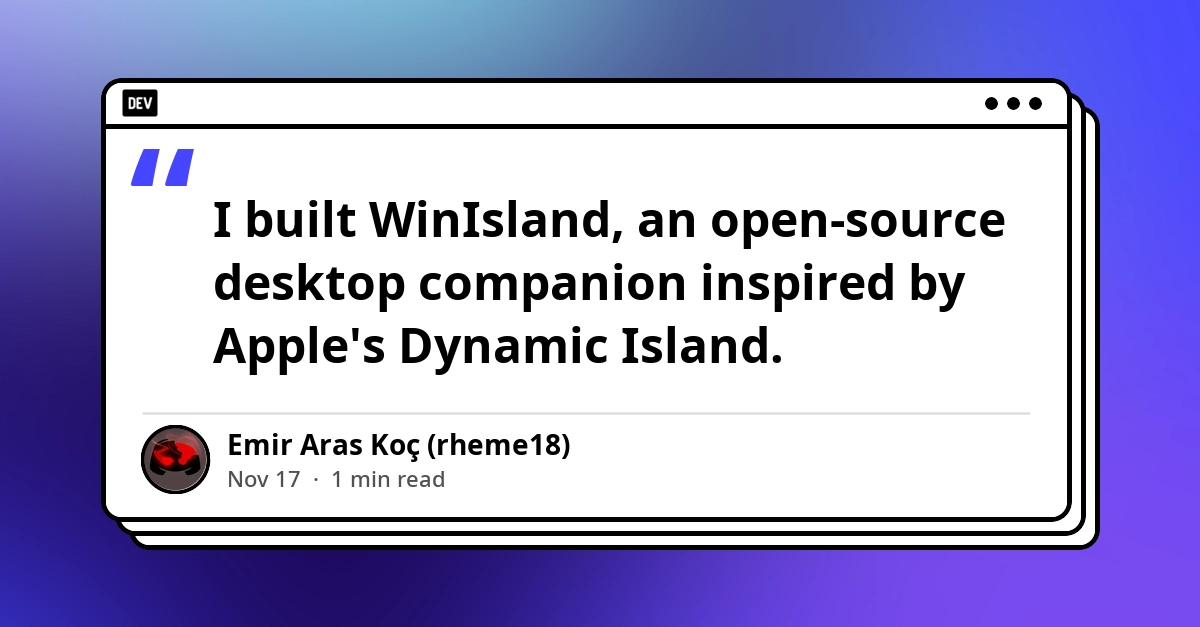 DEV
“
I built WinIsland, an open-source
desktop companion inspired by
Apple's Dynamic Island.
Emir Aras Koç (rheme18)
Nov 17 · 1 min read